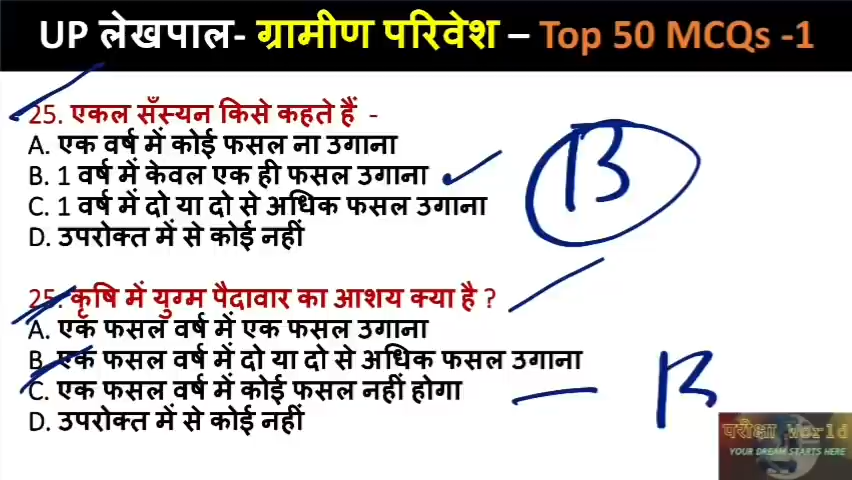 UP लेखपाल- ग्रामीण परिवेश – Top 50 MCQs -1
25. एकल सँस्यन किसे कहते हैं -
A. एक वर्ष में कोई फसल ना उगाना
B. 1 वर्ष में केवल एक ही फसल उगाना
C. 1 वर्ष में दो या दो से अधिक फसल उगाना
D. उपरोक्त में से कोई नहीं
B
25. कृषि में युग्म पैदावार का आशय क्या है ?
A. एक फसल वर्ष में एक फसल उगाना
B. एक फसल वर्ष में दो या दो से अधिक फसल उगाना
C. एक फसल वर्ष में कोई फसल नहीं होगा
D. उपरोक्त में से कोई नहीं
B
परीक्षा World
YOUR DREAM STARTS HERE